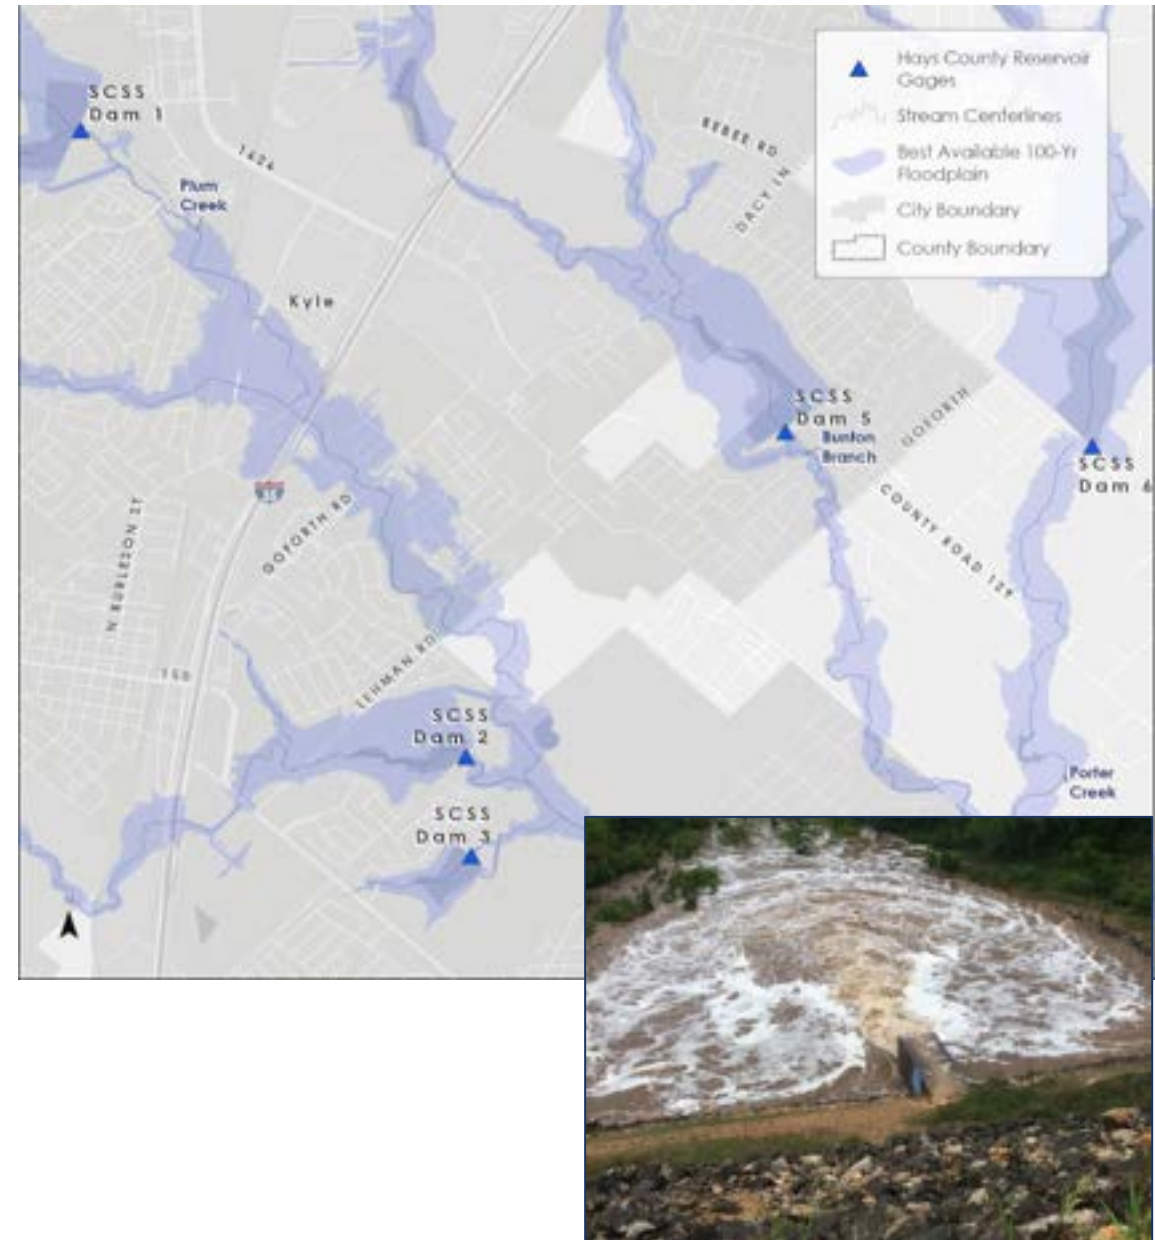 SCSS
Dam 1
1626
Plum
Creek
Kyle
BEBEE RD
DACY LN
Hays County Reservoir
Gages
Stream Centerlines
Best Available 100-Yr
Floodplain
City Boundary
County Boundary
SCSS
Dam 5
Bunton
Branch
GOFORTH
SCSS
Dam 6
COUNTY ROAD 129
35
GOFORTH RD
N BURLESON ST
150
LEHMAN RD
SCSS
Dam 2
SCSS
Dam 3
Porter
Creek